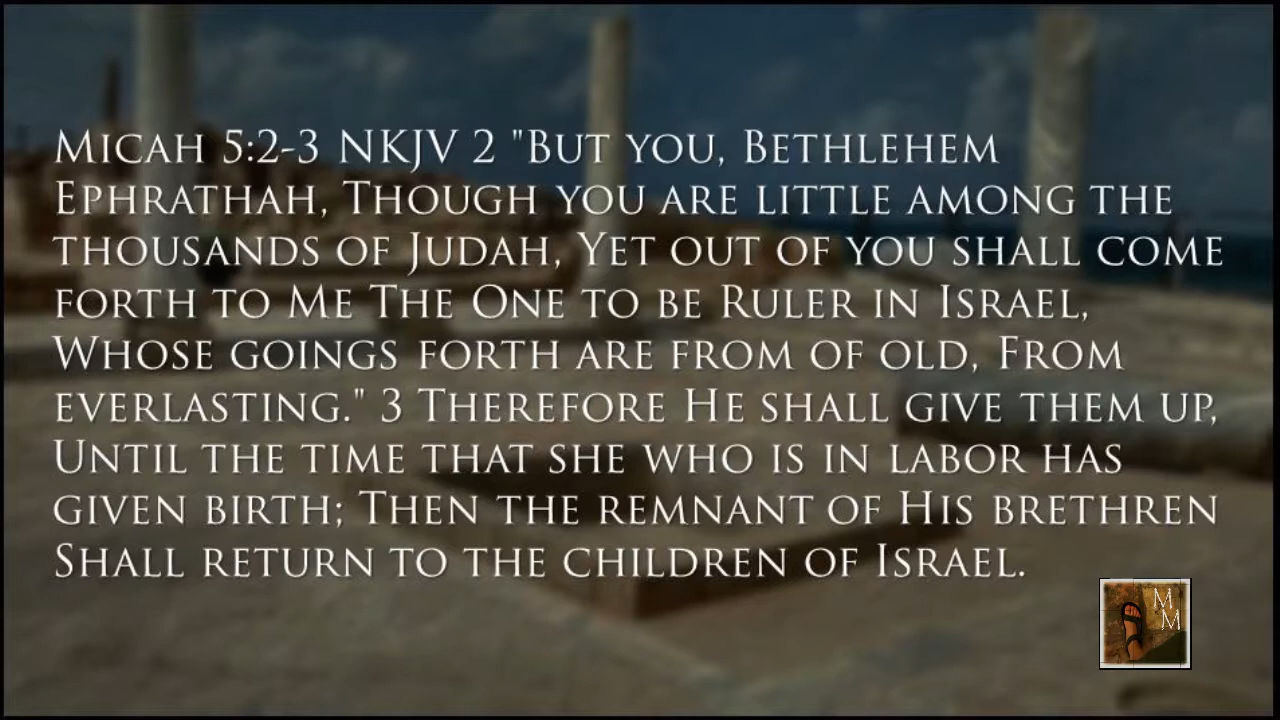 Micah 5:2-3 NKJV 2 "But you, Bethlehem
Ephrathah, Though you are little among the
thousands of Judah, Yet out of you shall come
forth to Me The One to be Ruler in Israel,
Whose goings forth are from of old, From
everlasting." 3 Therefore He shall give them up,
Until the time that she who is in labor has
given birth; Then the remnant of His brethren
Shall return to the children of Israel.
M
M